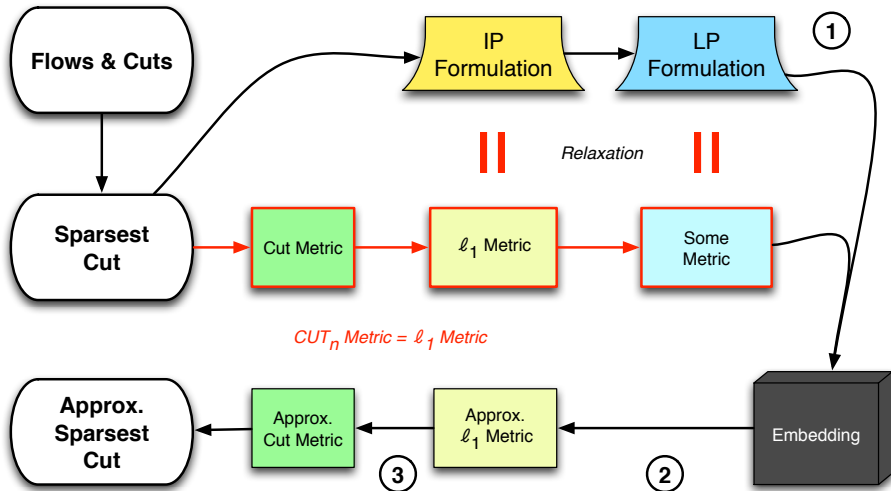 Flows & Cuts
IP
Formulation
LP
Formulation
1
Relaxation
Sparsest
Cut
Cut Metric
ℓ1 Metric
Some
Metric
CUTn Metric = ℓ1 Metric
Approx.
Sparsest
Cut
Approx.
Cut Metric
Approx.
ℓ1 Metric
Embedding
3
2